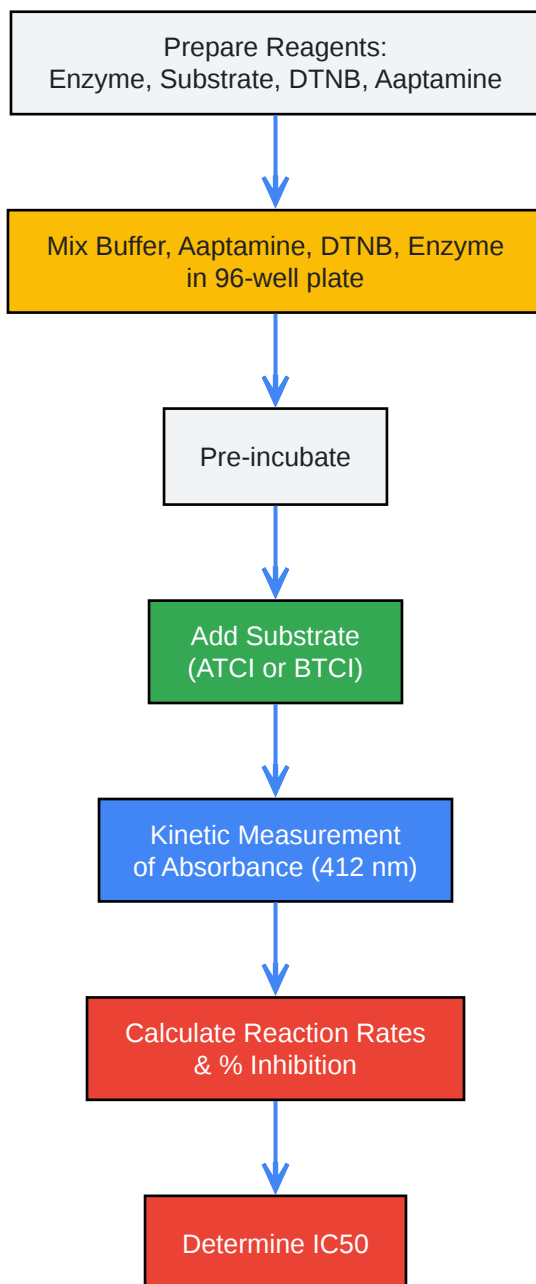 Prepare Reagents:
Enzyme, Substrate, DTNB, Aaptamine
Mix Buffer, Aaptamine, DTNB, Enzyme
in 96-well plate
Pre-incubate
Add Substrate
(ATCI or BTCI)
Kinetic Measurement
of Absorbance (412 nm)
Calculate Reaction Rates
& % Inhibition
Determine IC50